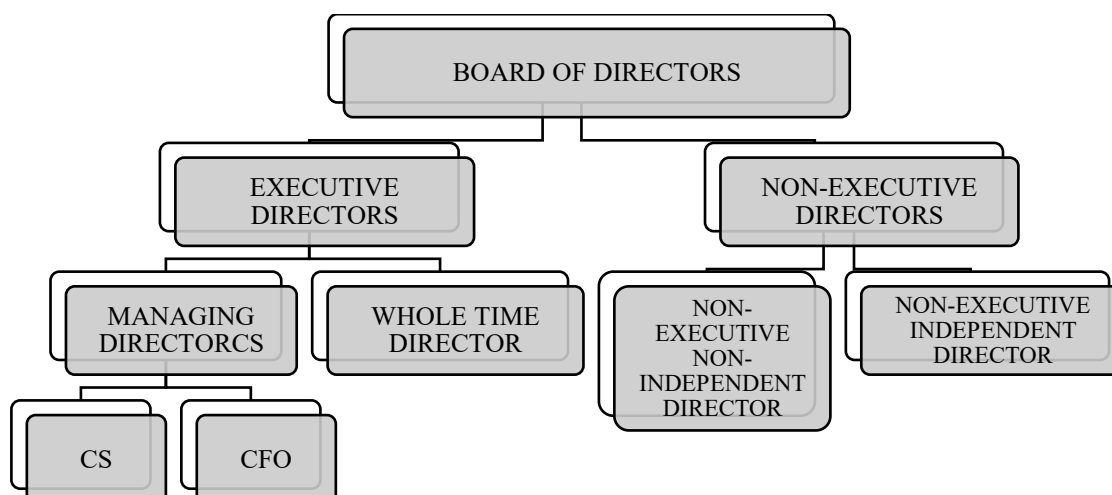 BOARD OF DIRECTORS
EXECUTIVE
DIRECTORS
NON-EXECUTIVE
DIRECTORS
MANAGING
DIRECTORCS
WHOLE TIME
DIRECTOR
NON-
EXECUTIVE
NON-
INDEPENDENT
DIRECTOR
NON-EXECUTIVE
INDEPENDENT
DIRECTOR
CS
CFO